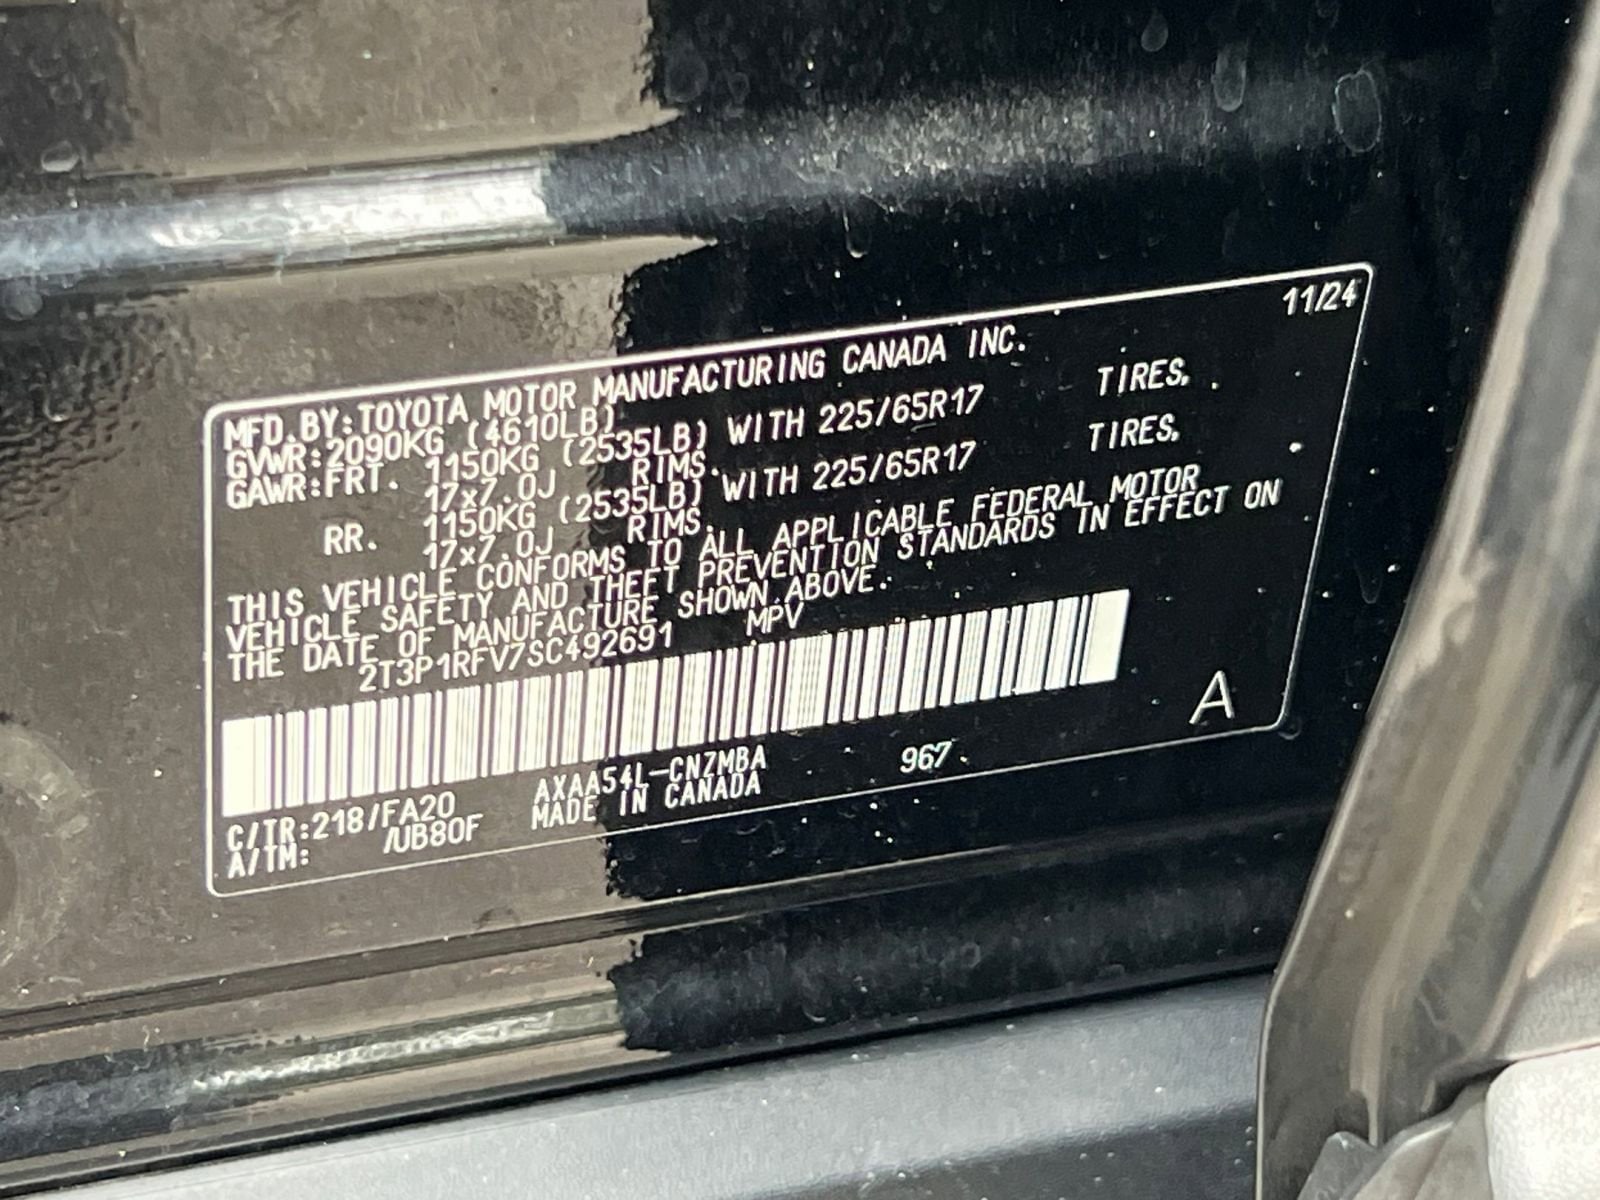 11/24
MFD.BY:TOYOTA MOTOR MANUFACTURING CANADA INC.
GVWR:2090KG (4610LB)
GAWR:FRT. 1150KG (2535LB) WITH 225/65R17 TIRES,
17x7.0J RIMS.
RR. 1150KG (2535LB) WITH 225/65R17 TIRES,
17x7.0J RIMS.
THIS VEHICLE CONFORMS TO ALL APPLICABLE FEDERAL MOTOR
VEHICLE SAFETY AND THEFT PREVENTION STANDARDS IN EFFECT ON
THE DATE OF MANUFACTURE SHOWN ABOVE.
2T3P1RFV7SC492691 MPV
A
C/TR:218/FA20 AXAA54L-CNZMBA 967
A/TM: /UB80F MADE IN CANADA